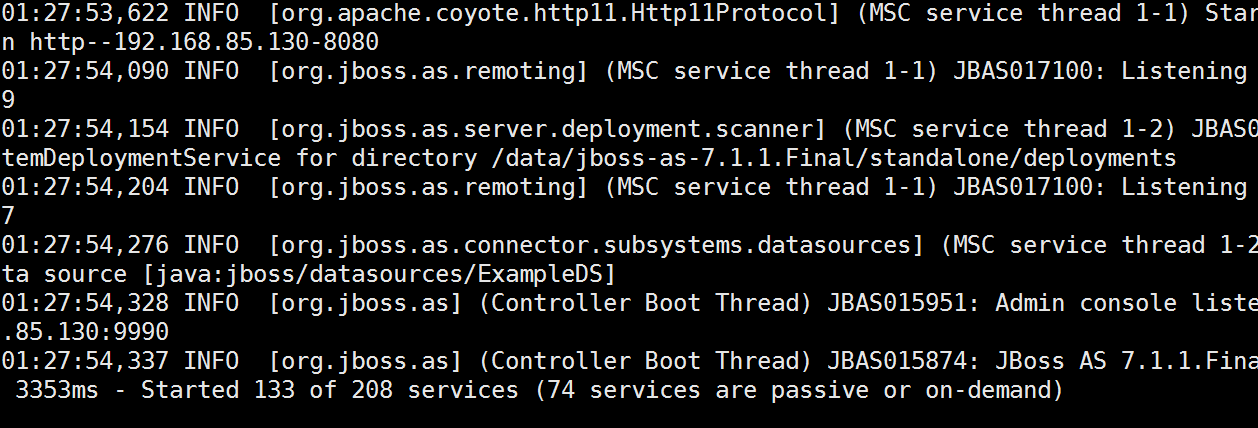 01:27:53,622 INFO  [org.apache.coyote.http11.Http11Protocol] (MSC service thread 1-1) Star
n http--192.168.85.130-8080
01:27:54,090 INFO  [org.jboss.as.remoting] (MSC service thread 1-1) JBAS017100: Listening
9
01:27:54,154 INFO  [org.jboss.as.server.deployment.scanner] (MSC service thread 1-2) JBAS0
temDeploymentService for directory /data/jboss-as-7.1.1.Final/standalone/deployments
01:27:54,204 INFO  [org.jboss.as.remoting] (MSC service thread 1-1) JBAS017100: Listening
7
01:27:54,276 INFO  [org.jboss.as.connector.subsystems.datasources] (MSC service thread 1-2
ta source [java:jboss/datasources/ExampleDS]
01:27:54,328 INFO  [org.jboss.as] (Controller Boot Thread) JBAS015951: Admin console liste
.85.130:9990
01:27:54,337 INFO  [org.jboss.as] (Controller Boot Thread) JBAS015874: JBoss AS 7.1.1.Fina
 3353ms - Started 133 of 208 services (74 services are passive or on-demand)